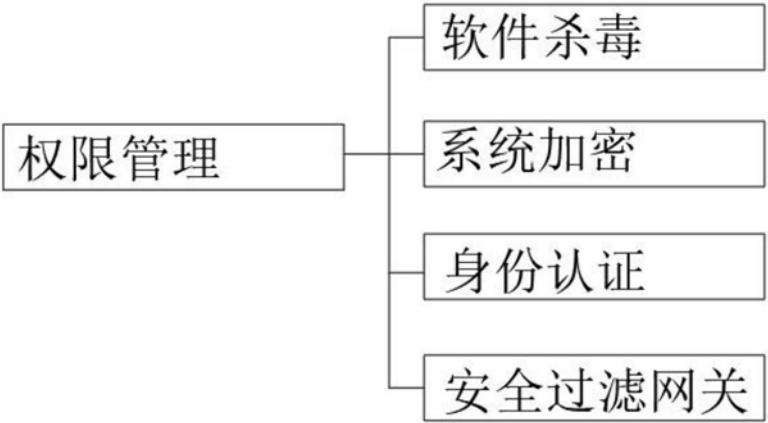 软件杀毒
权限管理
系统加密
身份认证
安全过滤网关